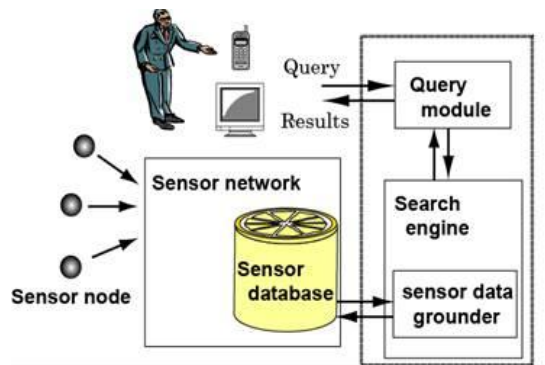 Query
Results
Query
module
Sensor network
Search
engine
Sensor
database
sensor data
grounder
Sensor node